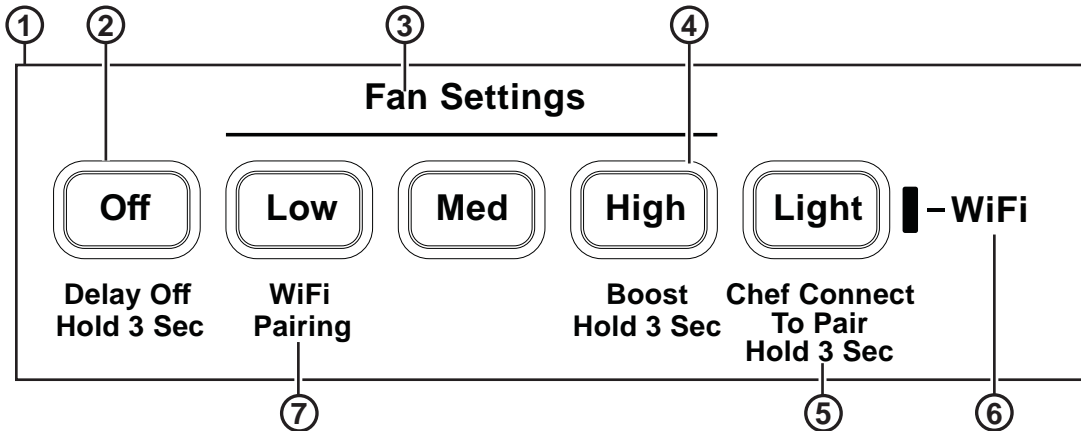 1 2 3 4
Fan Settings
Off Low Med High Light - WiFi
Delay Off WiFi Boost Chef Connect
Hold 3 Sec Pairing Hold 3 Sec To Pair
Hold 3 Sec
7 5 6